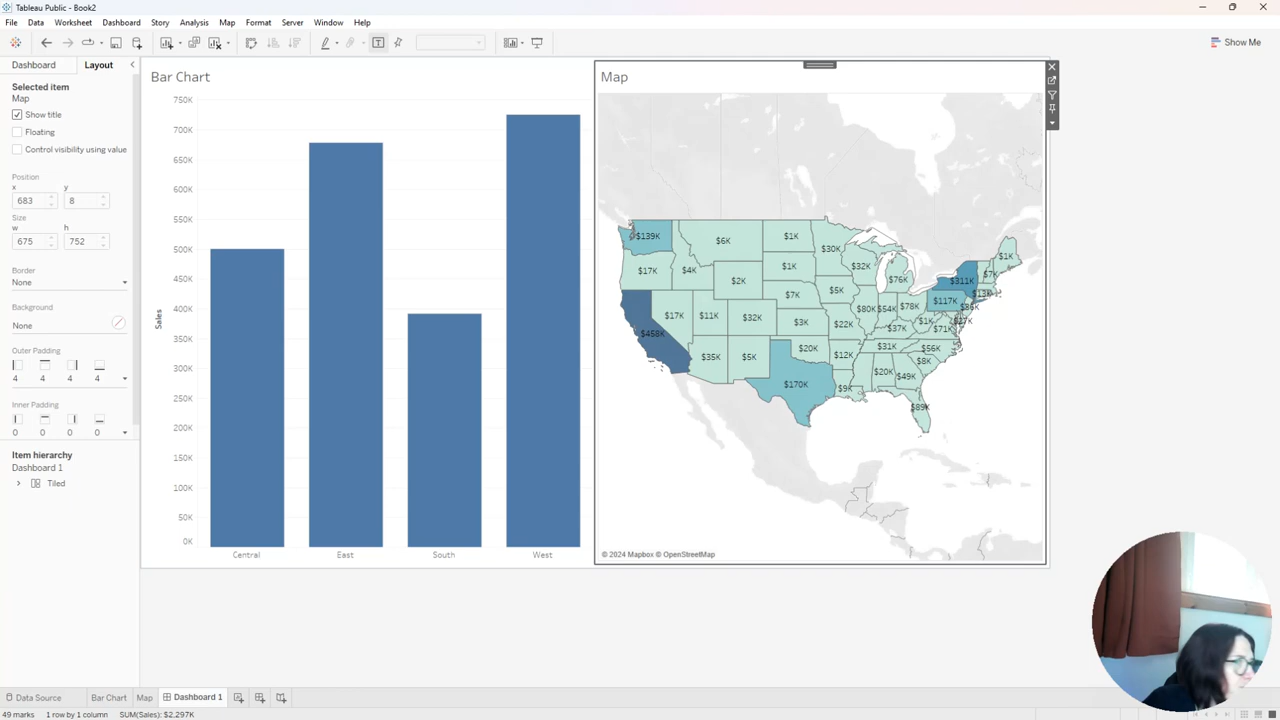 Tableau Public - Book2
File Data Worksheet Dashboard Story Analysis Map Format Server Window Help
Show Me
Dashboard Layout
Selected item
Map
Show title
Floating
Control visibility using value
Position
x y
683 8
Size
w h
675 752
Border
None
Background
None
Outer Padding
4 4 4 4
Inner Padding
0 0 0 0
Item hierarchy
Dashboard 1
Tiled
Bar Chart
750K
700K
650K
600K
550K
500K
450K
400K
350K
300K
250K
200K
150K
100K
50K
0K
Sales
Central East South West
Map
$139K $6K $1K $30K $1K
$17K $4K $1K $32K $76K $7K
$2K $311K
$7K $5K $13K
$117K
$17K $11K $32K $3K $22K $80K $54K $78K $1K
$458K $37K $71K
$35K $5K $20K $12K $31K $56K
$8K
$170K $9K $20K $49K
$89K
© 2024 Mapbox © OpenStreetMap
Data Source Bar Chart Map Dashboard 1
49 marks 1 row by 1 column SUM(Sales): $2,297K